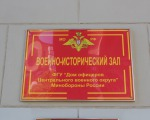 ВОЕННО-ИСТОРИЧЕСКИЙ ЗАЛ
ФГУ "Дом офицеров
Центрального военного округа"
Минобороны России